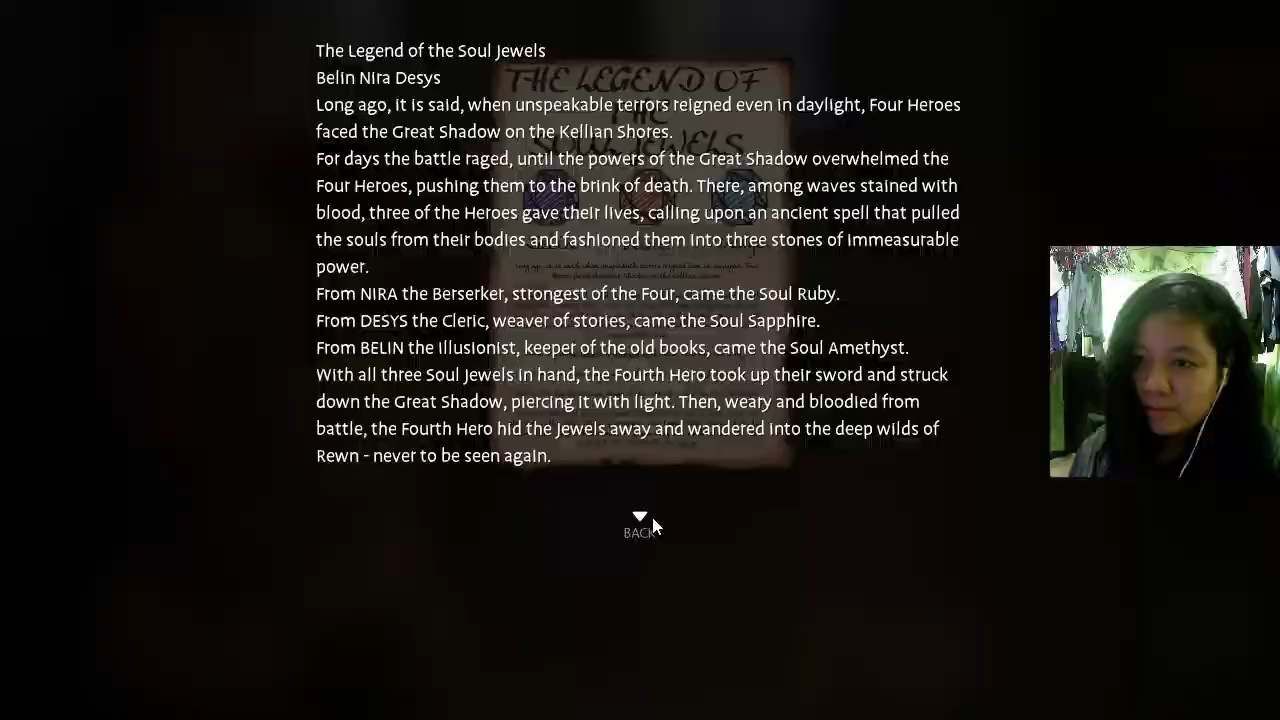 The Legend of the Soul Jewels
Belin Nira Desys
Long ago, it is said, when unspeakable terrors reigned even in daylight, Four Heroes
faced the Great Shadow on the Kellian Shores.
For days the battle raged, until the powers of the Great Shadow overwhelmed the
Four Heroes, pushing them to the brink of death. There, among waves stained with
blood, three of the Heroes gave their lives, calling upon an ancient spell that pulled
the souls from their bodies and fashioned them into three stones of immeasurable
power.
From NIRA the Berserker, strongest of the Four, came the Soul Ruby.
From DESYS the Cleric, weaver of stories, came the Soul Sapphire.
From BELIN the Illusionist, keeper of the old books, came the Soul Amethyst.
With all three Soul Jewels in hand, the Fourth Hero took up their sword and struck
down the Great Shadow, piercing it with light. Then, weary and bloodied from
battle, the Fourth Hero hid the Jewels away and wandered into the deep wilds of
Rewn - never to be seen again.
THE LEGEND OF
THE
SOUL JEWELS
BACK